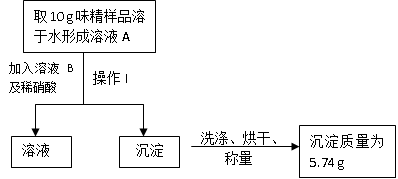 取10g味精样品溶
于水形成溶液A
加入溶液 B
及稀硝酸
操作I
溶液
沉淀
洗涤、烘干、
称量
沉淀质量为
5.74g